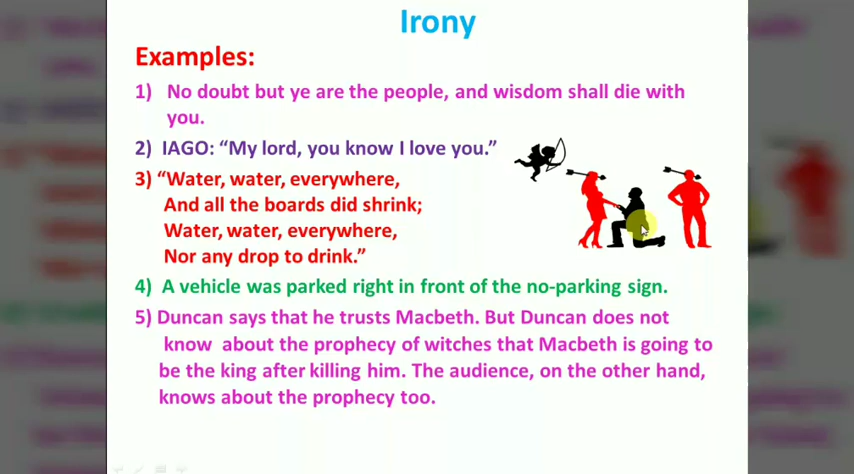 Irony
Examples:
1) No doubt but ye are the people, and wisdom shall die with
you.
2) IAGO: “My lord, you know I love you.”
3) “Water, water, everywhere,
And all the boards did shrink;
Water, water, everywhere,
Nor any drop to drink.”
4) A vehicle was parked right in front of the no-parking sign.
5) Duncan says that he trusts Macbeth. But Duncan does not
know about the prophecy of witches that Macbeth is going to
be the king after killing him. The audience, on the other hand,
knows about the prophecy too.